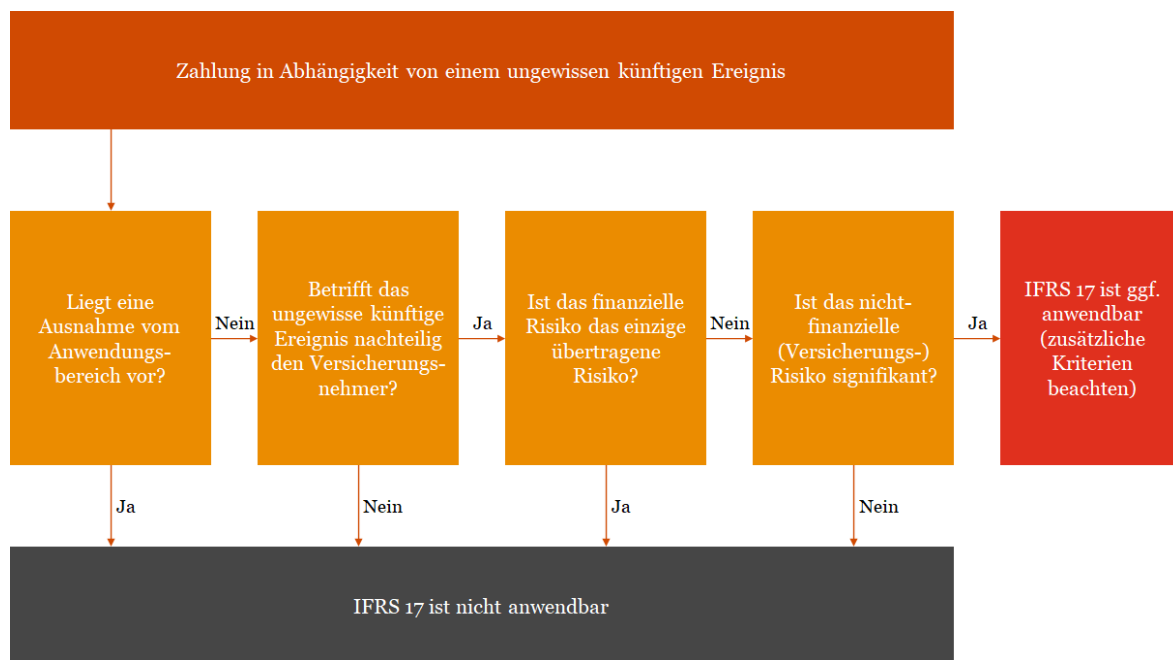 Zahlung in Abhängigkeit von einem ungewissen künftigen Ereignis
Liegt eine
Ausnahme vom
Anwendungs-
bereich vor?
Nein
Betrifft das
ungewisse künftige
Ereignis nachteilig
den Versicherungs-
nehmer?
Ja
Ist das finanzielle
Risiko das einzige
übertragene
Risiko?
Nein
Ist das nicht-
finanzielle
(Versicherungs-)
Risiko signifikant?
Ja
IFRS 17 ist ggf.
anwendbar
(zusätzliche
Kriterien
beachten)
Ja
Nein
Ja
Nein
IFRS 17 ist nicht anwendbar